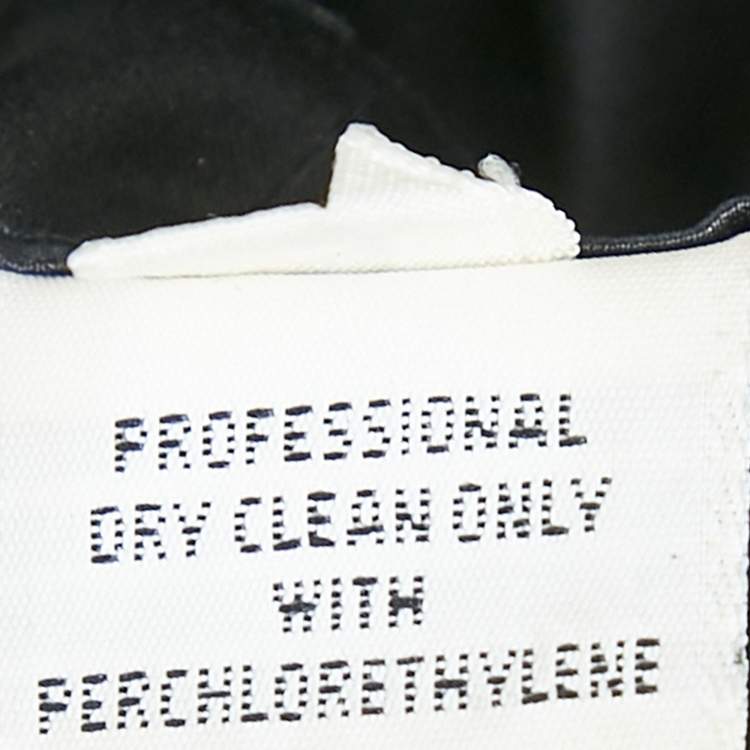 PROFESSIONAL
DRY CLEAN ONLY
WITH
PERCHLORETHYLENE